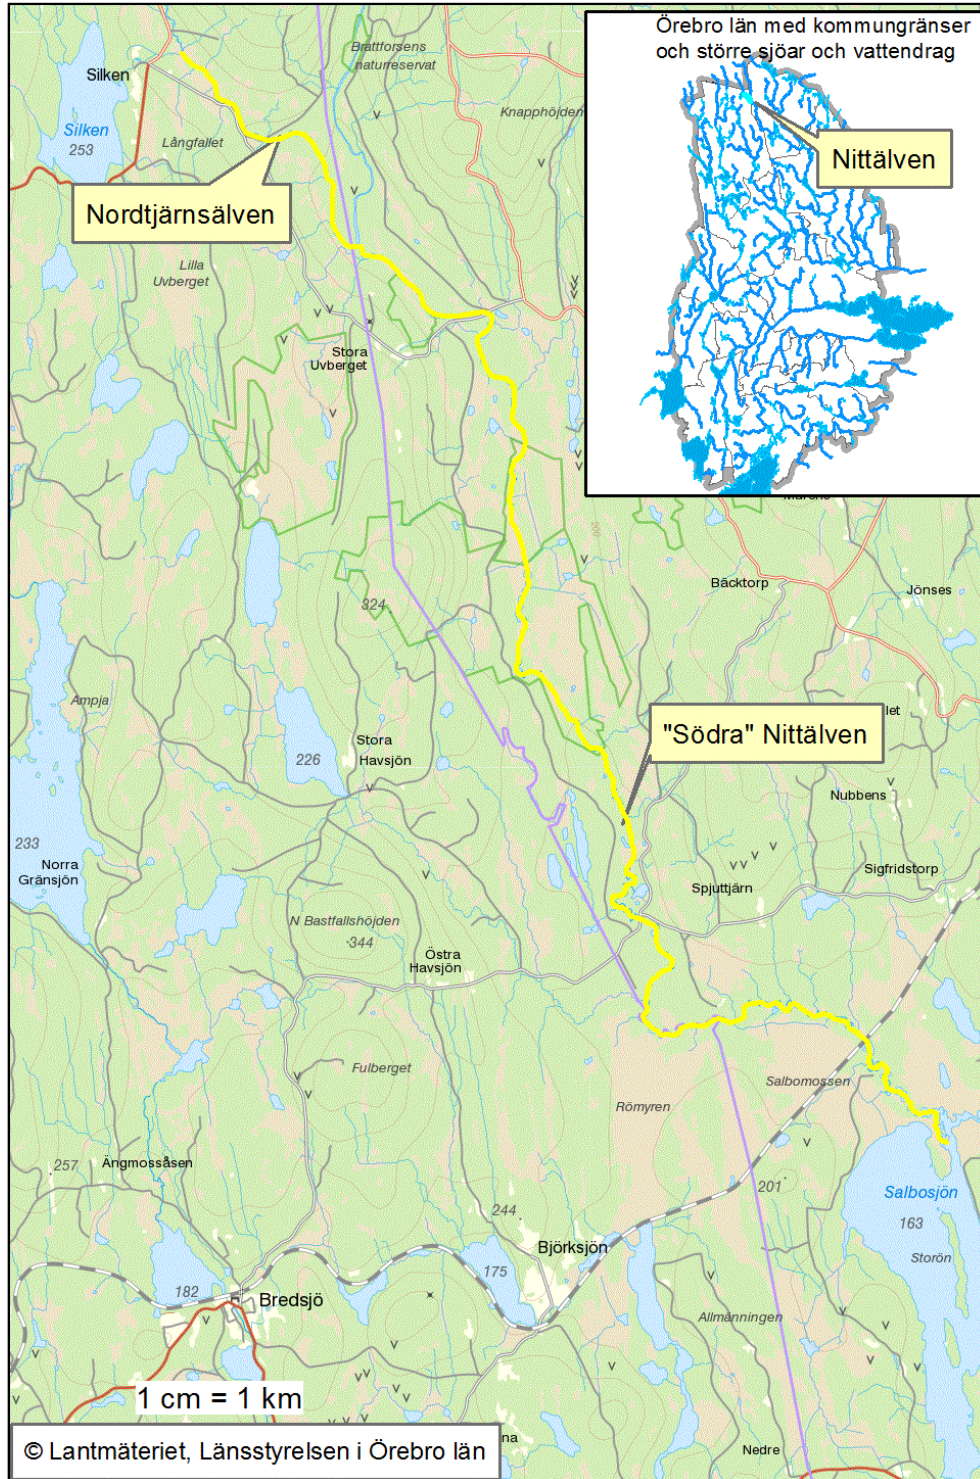 Örebro län med kommungränser
och större sjöar och vattendrag
Nittälven
Brattforsens
naturreservat
Silken
Silken
253
Långfallet
Knapphöjden
Nordtjärnsälven
Lilla
Uvberget
Stora
Uvberget
Bäcktorp
Jönses
324
Ampja
"Södra" Nittälven
let
Stora
Havsjön
226
Nubbens
233
Norra
Gränsjön
Sigfridstorp
Spjuttjärn
N Bastfallshöjden
344
Östra
Havsjön
Fulberget
Salbomossen
Römyren
Ängmossåsen
257
201
Salbosjön
163
244
Björksjön
Storön
175
182
Bredsjö
Allmänningen
1 cm = 1 km
© Lantmäteriet, Länsstyrelsen i Örebro län
na
Nedre